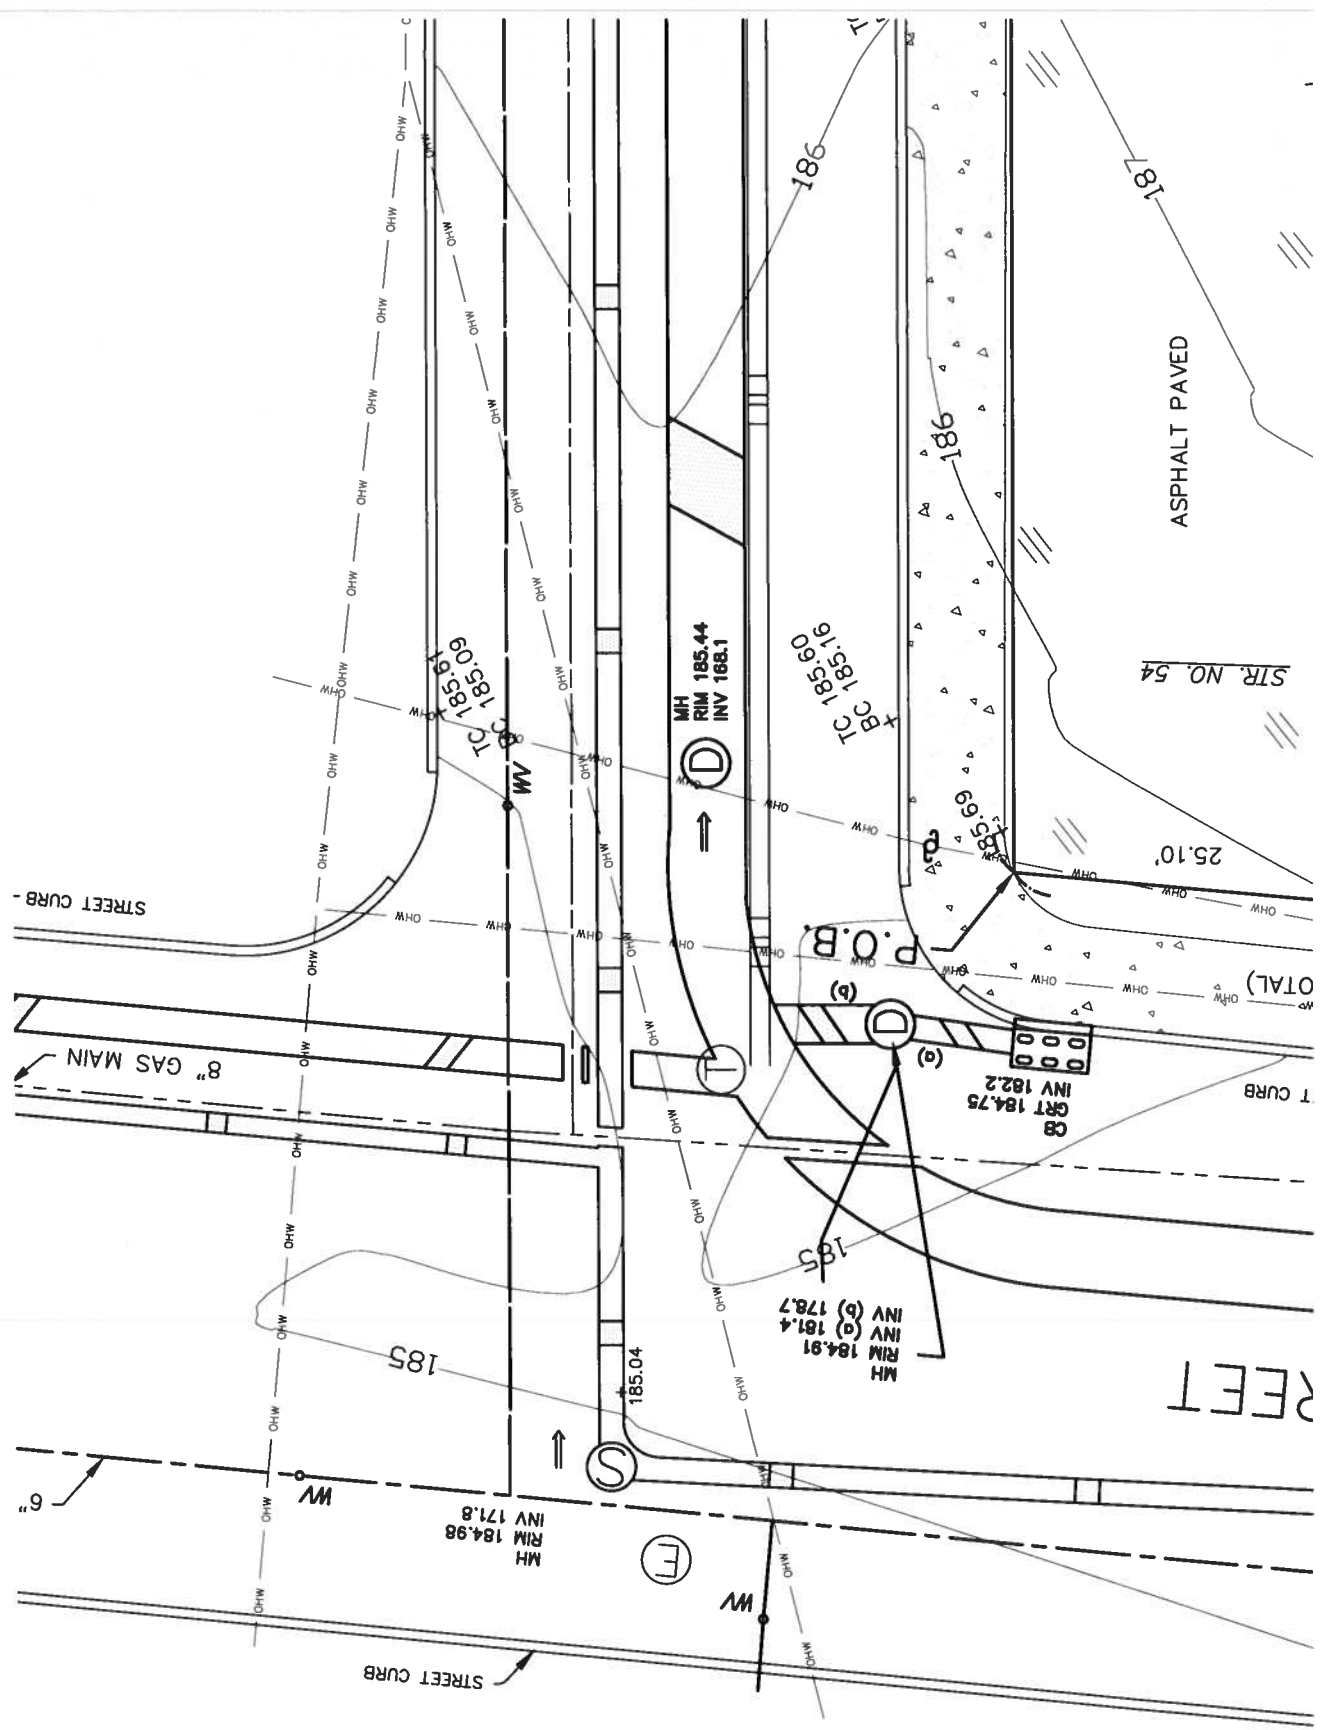 186
187
OHW
ASPHALT PAVED
186
STR. NO. 54
TC 185.61
BC 185.09
MH
RIM 185.44
INV 168.1
TC 185.60
BC 185.16
WV
D
185.69
25.10'
STREET CURB
P.O.B.
(b)
D
(a)
OTAL)
8" GAS MAIN
T
CB
GRT 184.75
INV 182.2
T CURB
185
MH
RIM 184.91
INV (a) 181.4
INV (b) 178.7
185
185.04
REET
S
6"
WV
MH
RIM 184.98
INV 171.8
E
WV
STREET CURB